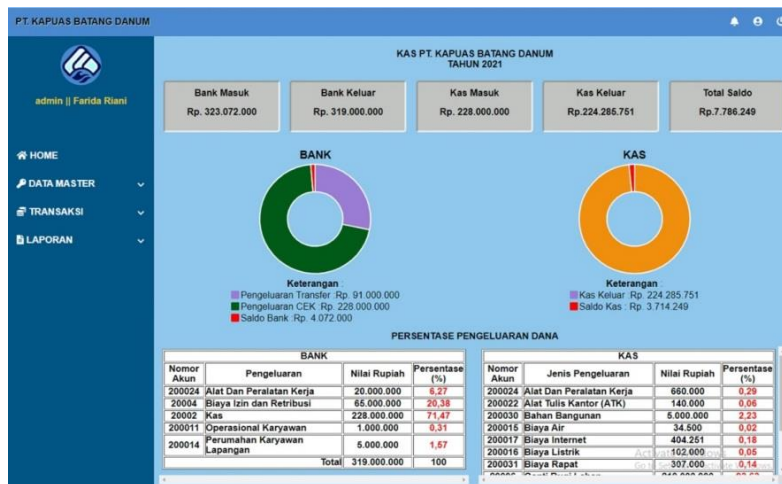 PT. KAPUAS BATANG DANUM
admin || Farida Riani
HOME
DATA MASTER
TRANSAKSI
LAPORAN
KAS PT. KAPUAS BATANG DANUM
TAHUN 2021
Bank Masuk
Rp. 323.072.000
Bank Keluar
Rp. 319.000.000
Kas Masuk
Rp. 228.000.000
Kas Keluar
Rp.224.285.751
Total Saldo
Rp.7.786.249
BANK
Keterangan :
Pengeluaran Transfer :Rp. 91.000.000
Pengeluaran CEK :Rp. 228.000.000
Saldo Bank :Rp. 4.072.000
KAS
Keterangan :
Kas Keluar :Rp. 224.285.751
Saldo Kas : Rp. 3.714.249
PERSENTASE PENGELUARAN DANA
BANK
Nomor Akun Pengeluaran Nilai Rupiah Persentase (%)
200024 Alat Dan Peralatan Kerja 20.000.000 6,27
20004 Biaya Izin dan Retribusi 65.000.000 20,38
20002 Kas 228.000.000 71,47
200011 Operasional Karyawan 1.000.000 0,31
200014 Perumahan Karyawan Lapangan 5.000.000 1,57
Total 319.000.000 100
KAS
Nomor Akun Jenis Pengeluaran Nilai Rupiah Persentase (%)
200024 Alat Dan Peralatan Kerja 660.000 0,29
200022 Alat Tulis Kantor (ATK) 140.000 0,06
200030 Bahan Bangunan 5.000.000 2,23
200015 Biaya Air 34.500 0,02
200017 Biaya Internet 404.251 0,18
200016 Biaya Listrik 102.000 0,05
200031 Biaya Rapat 307.000 0,14